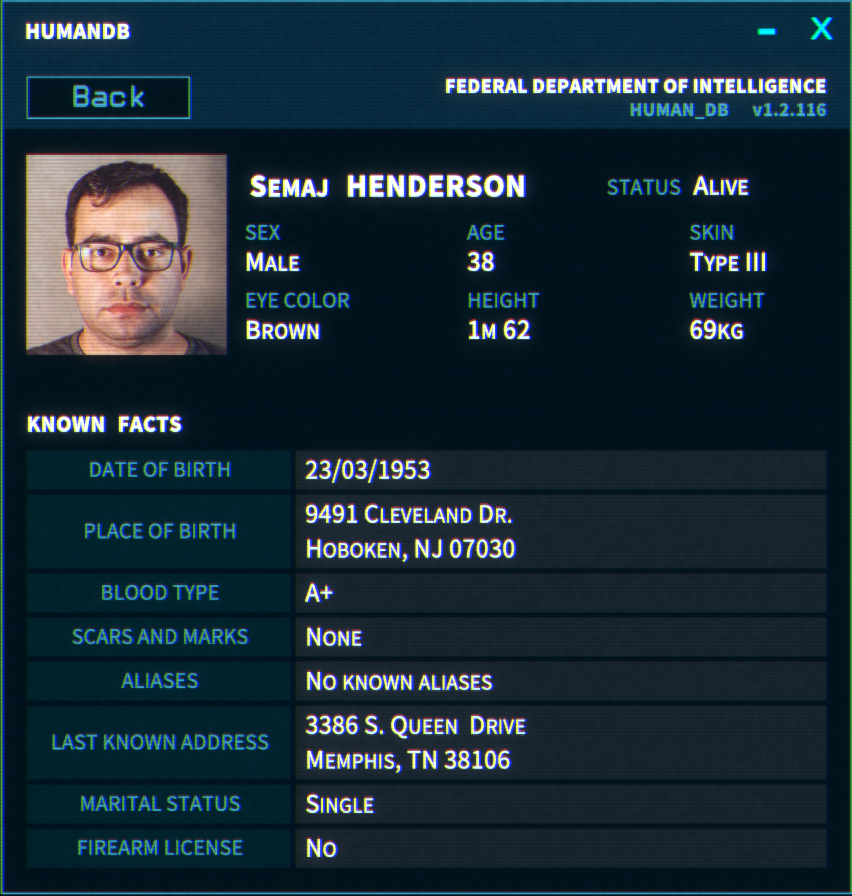 HUMANDB
Back
FEDERAL DEPARTMENT OF INTELLIGENCE
HUMAN_DB v1.2.116
Semaj HENDERSON
STATUS Alive
SEX AGE SKIN
Male 38 Type III
EYE COLOR HEIGHT WEIGHT
Brown 1m 62 69kg
KNOWN FACTS
DATE OF BIRTH 23/03/1953
PLACE OF BIRTH 9491 Cleveland Dr.
Hoboken, NJ 07030
BLOOD TYPE A+
SCARS AND MARKS None
ALIASES No known aliases
LAST KNOWN ADDRESS 3386 S. Queen Drive
Memphis, TN 38106
MARITAL STATUS Single
FIREARM LICENSE No